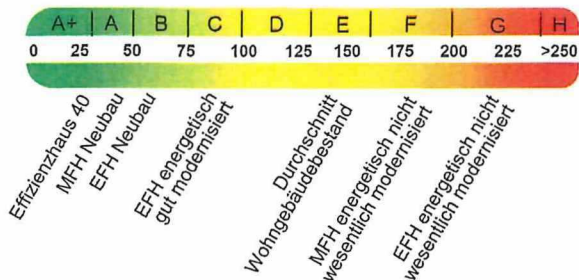 A+ A B C D E F G H
0 25 50 75 100 125 150 175 200 225 >250
Effizienzhaus 40
MFH Neubau
EFH Neubau
EFH energetisch
gut modernisiert
Durchschnitt
Wohngebäudebestand
MFH energetisch nicht
wesentlich modernisiert
EFH energetisch nicht
wesentlich modernisiert